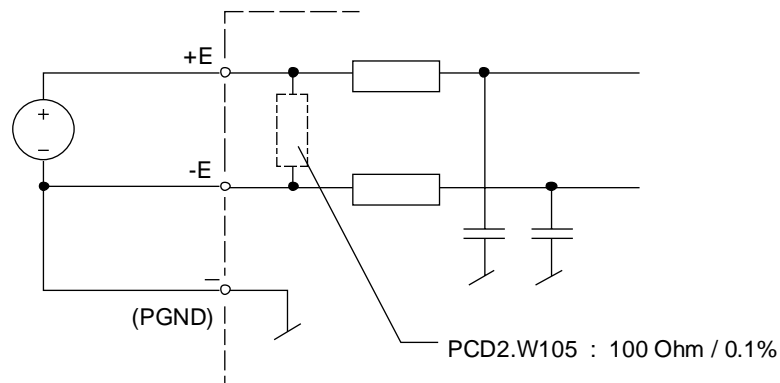 +E
+
–
-E
–
(PGND)
PCD2.W105 : 100 Ohm / 0.1%